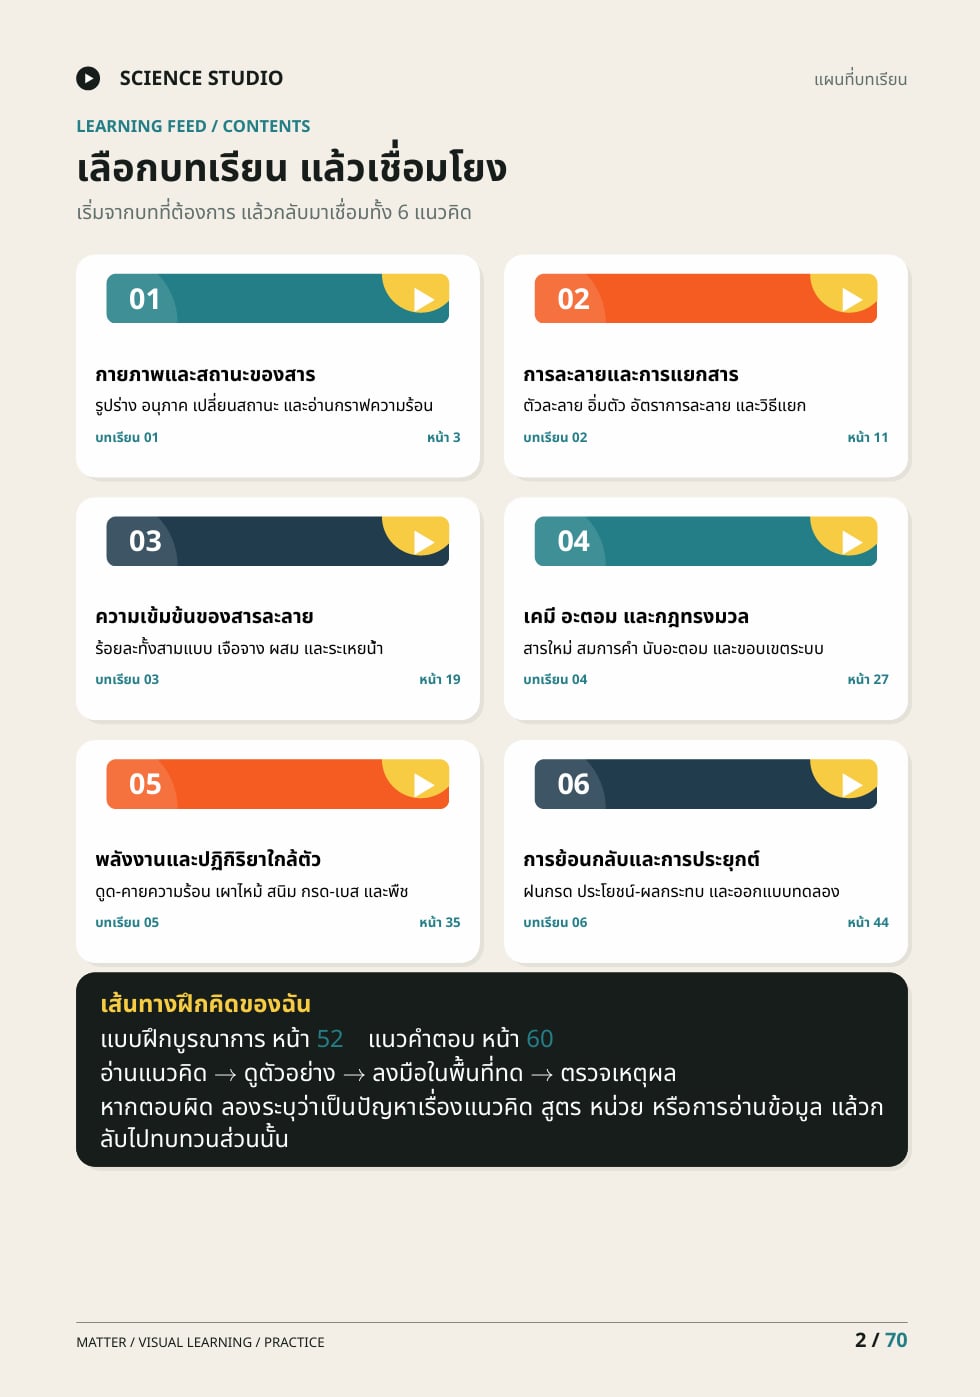 SCIENCE STUDIO
แผนที่บทเรียน
LEARNING FEED / CONTENTS
เลือกบทเรียน แล้วเชื่อมโยง
เริ่มจากบทที่ต้องการ แล้วกลับมาเชื่อมทั้ง 6 แนวคิด
01
กายภาพและสถานะของสาร
รูปร่าง อนุภาค เปลี่ยนสถานะ และอ่านกราฟความร้อน
บทเรียน 01 หน้า 3
02
การละลายและการแยกสาร
ตัวละลาย อิ่มตัว อัตราการละลาย และวิธีแยก
บทเรียน 02 หน้า 11
03
ความเข้มข้นของสารละลาย
ร้อยละทั้งสามแบบ เจือจาง ผสม และระเหยน้ำ
บทเรียน 03 หน้า 19
04
เคมี อะตอม และกฎทรงมวล
สารใหม่ สมการคำ นับอะตอม และขอบเขตระบบ
บทเรียน 04 หน้า 27
05
พลังงานและปฏิกิริยาใกล้ตัว
ดูด-คายความร้อน เผาไหม้ สนิม กรด-เบส และพืช
บทเรียน 05 หน้า 35
06
การย้อนกลับและการประยุกต์
ฝนกรด ประโยชน์-ผลกระทบ และออกแบบทดลอง
บทเรียน 06 หน้า 44
เส้นทางฝึกคิดของฉัน
แบบฝึกบูรณาการ หน้า 52 แนวคำตอบ หน้า 60
อ่านแนวคิด → ดูตัวอย่าง → ลงมือในพื้นที่ทด → ตรวจเหตุผล
หากตอบผิด ลองระบุว่าเป็นปัญหาเรื่องแนวคิด สูตร หน่วย หรือการอ่านข้อมูล แล้วก
ลับไปทบทวนส่วนนั้น
MATTER / VISUAL LEARNING / PRACTICE
2 / 70